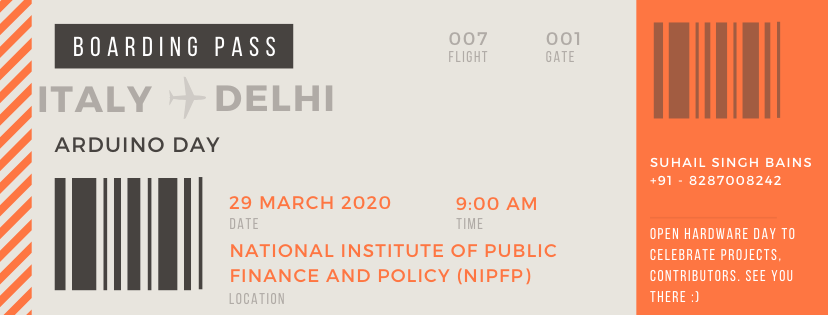 BOARDING PASS
007
FLIGHT
001
GATE
ITALY DELHI
ARDUINO DAY
29 MARCH 2020
DATE
9:00 AM
TIME
NATIONAL INSTITUTE OF PUBLIC
FINANCE AND POLICY (NIPFP)
LOCATION
SUHAIL SINGH BAINS
+91 - 8287008242
OPEN HARDWARE DAY TO
CELEBRATE PROJECTS,
CONTRIBUTORS. SEE YOU
THERE :)